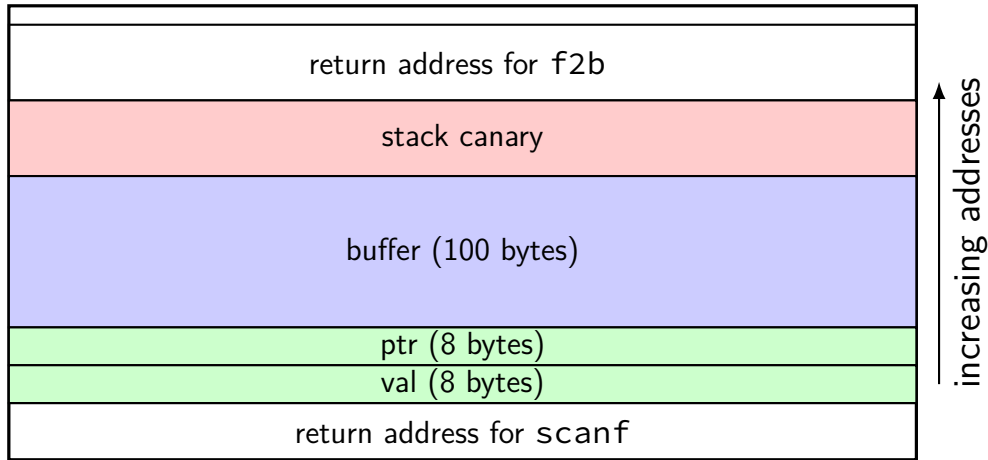 return address for f2b
stack canary
buffer (100 bytes)
ptr (8 bytes)
val (8 bytes)
return address for scanf
increasing addresses